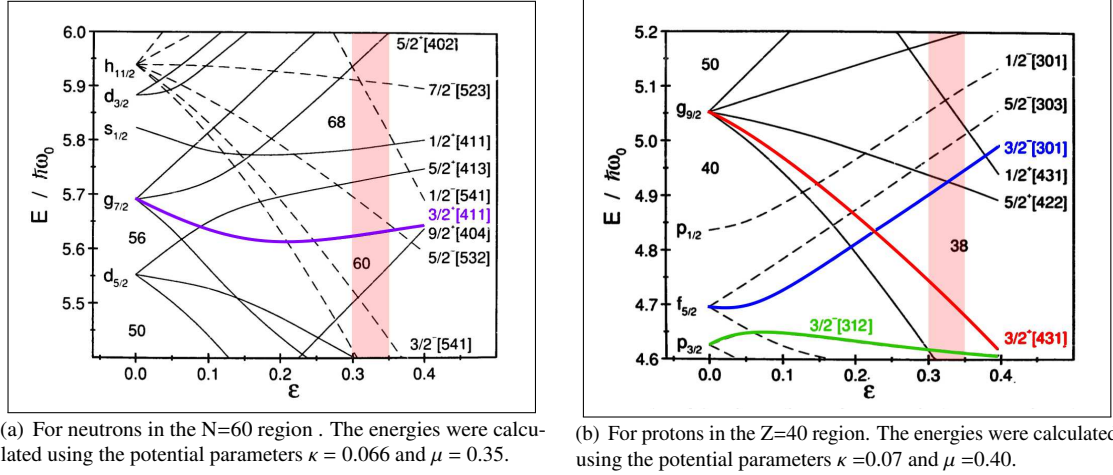 6.0
5.9
5.8
5.7
5.6
5.5
E / ħω₀
h11/2
d3/2
s1/2
g7/2
56
d5/2
50
68
60
5/2⁺[402]
7/2⁻[523]
1/2⁺[411]
5/2⁺[413]
1/2⁻[541]
3/2⁺[411]
9/2⁺[404]
5/2⁻[532]
3/2⁻[541]
0.0 0.1 0.2 0.3 0.4
ε
(a) For neutrons in the N=60 region . The energies were calcu-
lated using the potential parameters κ = 0.066 and μ = 0.35.
5.2
5.1
5.0
4.9
4.8
4.7
4.6
E / ħω₀
50
g9/2
40
p1/2
f5/2
p3/2
38
3/2⁻[312]
1/2⁻[301]
5/2⁻[303]
3/2⁻[301]
1/2⁺[431]
5/2⁺[422]
3/2⁺[431]
0.0 0.1 0.2 0.3 0.4
ε
(b) For protons in the Z=40 region. The energies were calculated
using the potential parameters κ =0.07 and μ = 0.40.